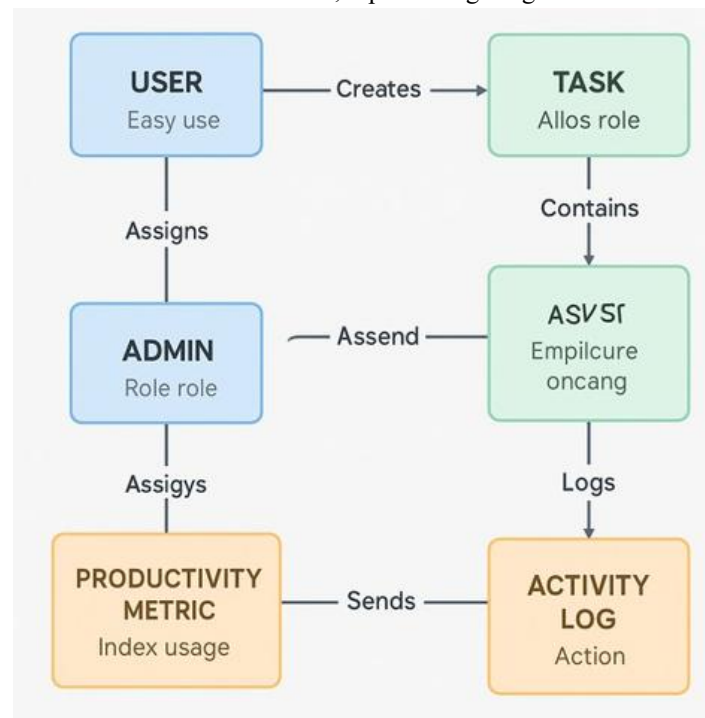 USER
Easy use
Creates
TASK
Allos role
Assigns
Contains
ADMIN
Role role
Assend
Empilcure
oncang
Assigys
Logs
PRODUCTIVITY
METRIC
Index usage
Sends
ACTIVITY
LOG
Action